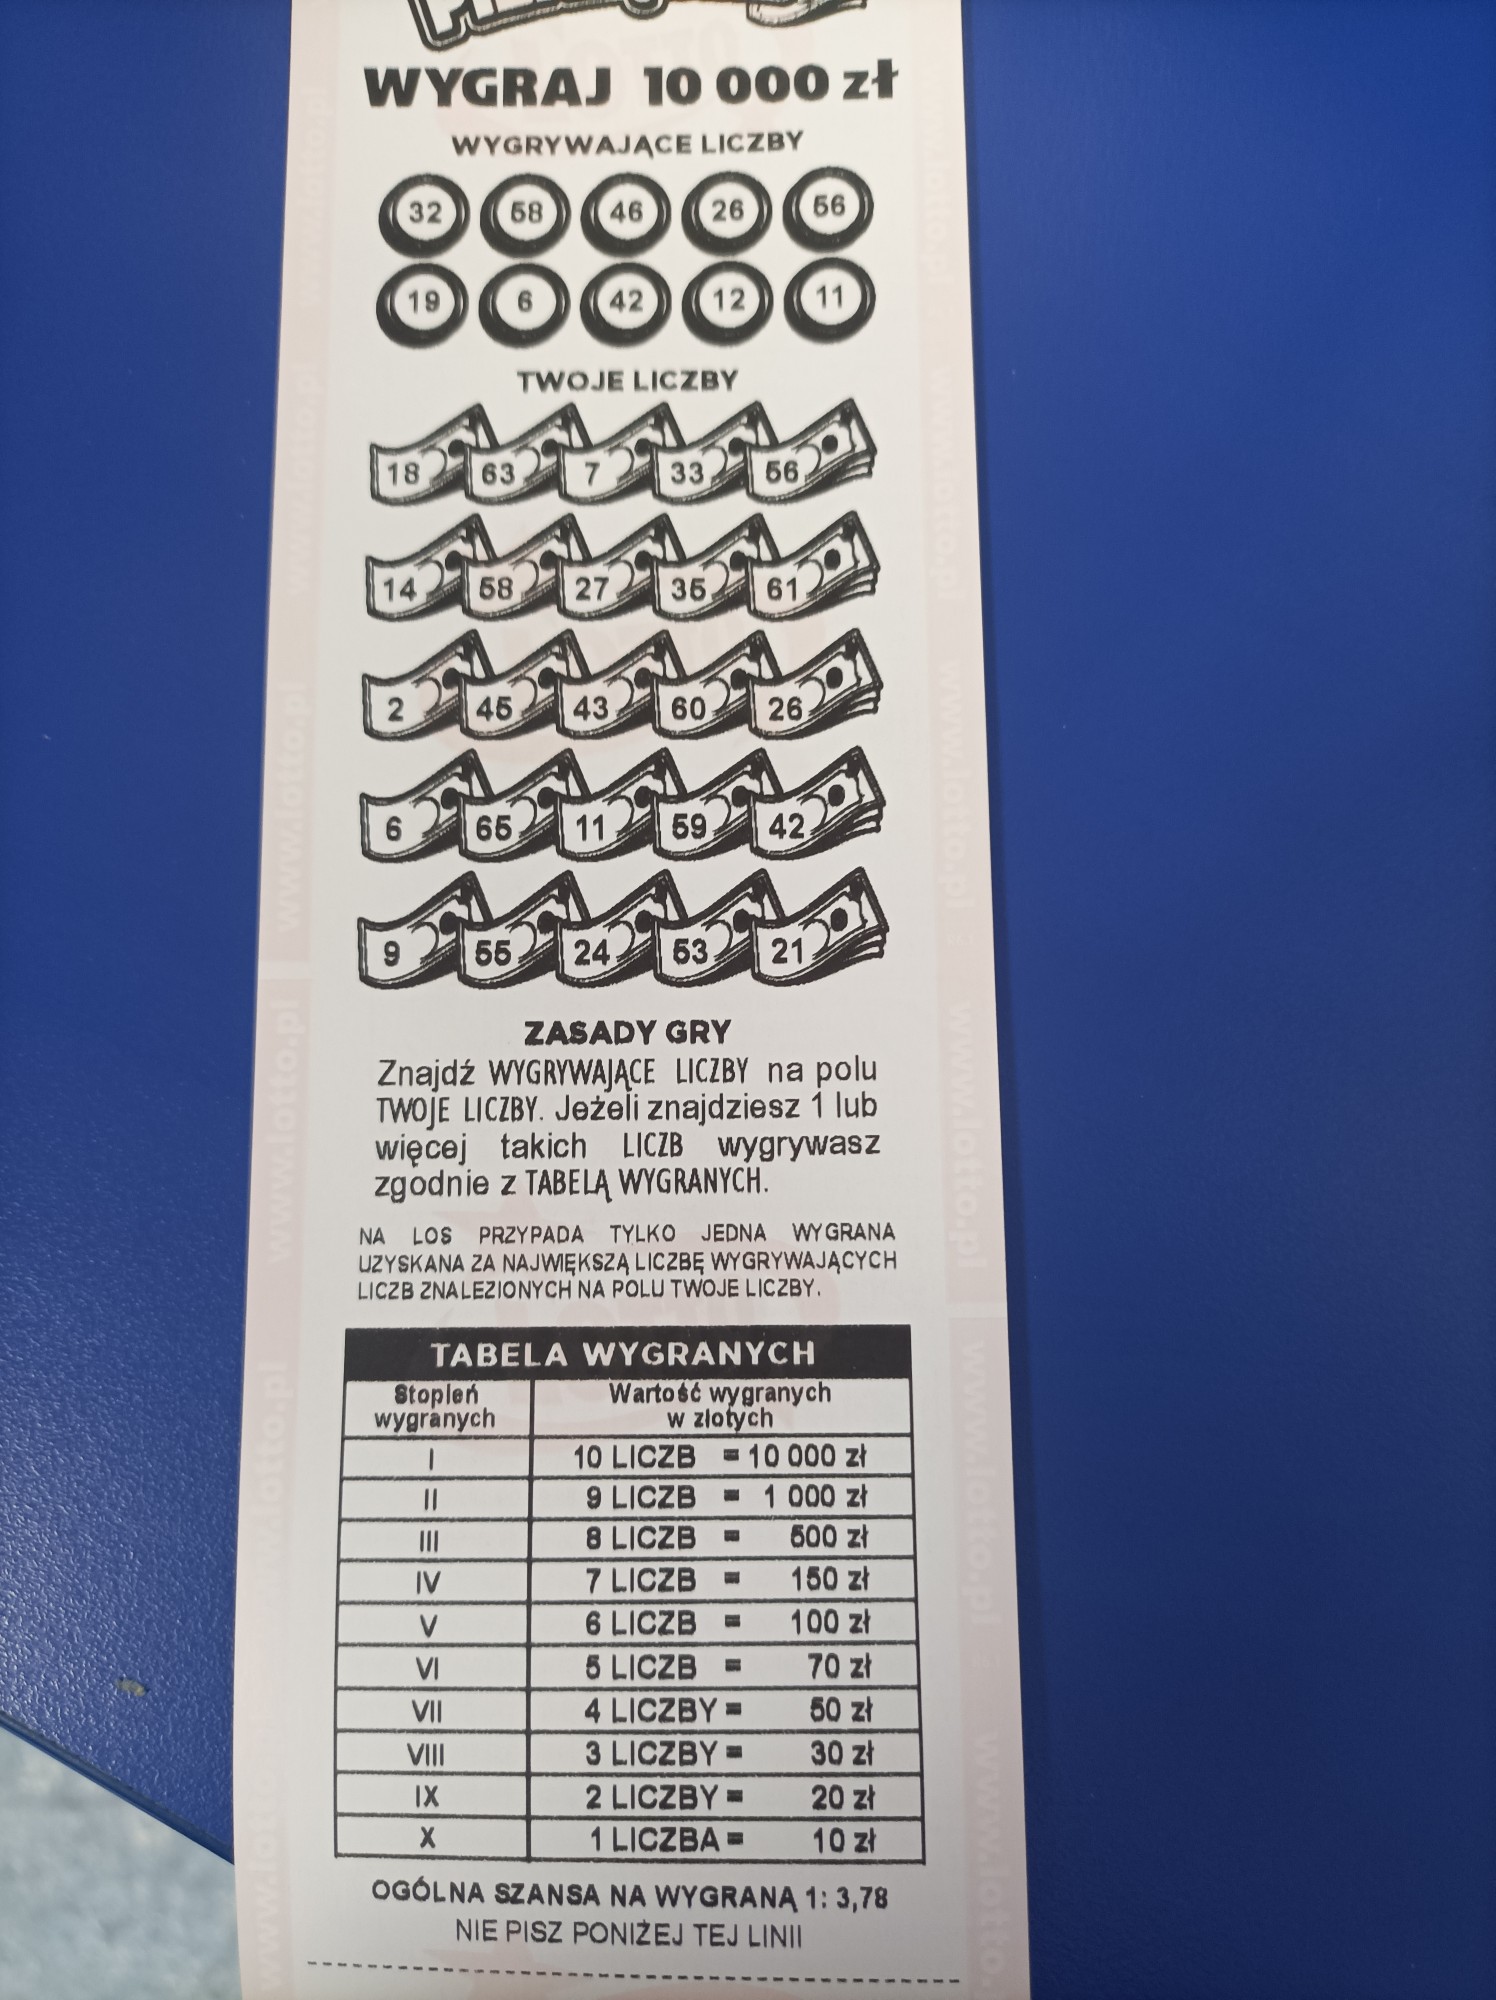 WYGRAJ 10 000 zł
WYGRYWAJĄCE LICZBY
32 58 46 26 56
19 6 42 12 11
TWOJE LICZBY
18 63 7 33 56
14 58 27 35 61
2 45 43 60 26
6 65 11 59 42
9 55 24 53 21
ZASADY GRY
Znajdź WYGRYWAJĄCE LICZBY na polu
TWOJE LICZBY. Jeżeli znajdziesz 1 lub
więcej takich LICZB wygrywasz
zgodnie z TABELĄ WYGRANYCH.
NA LOS PRZYPADA TYLKO JEDNA WYGRANA
UZYSKANA ZA NAJWIĘKSZĄ LICZBĘ WYGRYWAJĄCYCH
LICZB ZNALEZIONYCH NA POLU TWOJE LICZBY.
TABELA WYGRANYCH
Stopień wygranych Wartość wygranych w złotych
I 10 LICZB = 10 000 zł
II 9 LICZB = 1 000 zł
III 8 LICZB = 500 zł
IV 7 LICZB = 150 zł
V 6 LICZB = 100 zł
VI 5 LICZB = 70 zł
VII 4 LICZBY = 50 zł
VIII 3 LICZBY = 30 zł
IX 2 LICZBY = 20 zł
X 1 LICZBA = 10 zł
OGÓLNA SZANSA NA WYGRANĄ 1: 3,78
NIE PISZ PONIŻEJ TEJ LINII